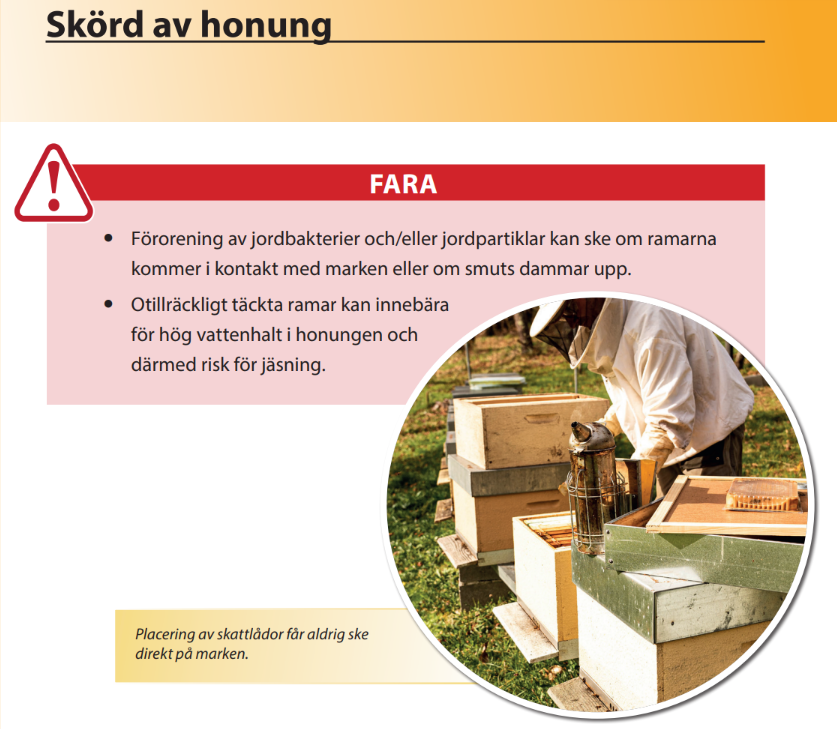 Skörd av honung
FARA
• Förorening av jordbakterier och/eller jordpartiklar kan ske om ramarna
kommer i kontakt med marken eller om smuts dammar upp.
• Otillräckligt täckta ramar kan innebära
för hög vattenhalt i honungen och
därmed risk för jäsning.
Placering av skattlådor får aldrig ske
direkt på marken.